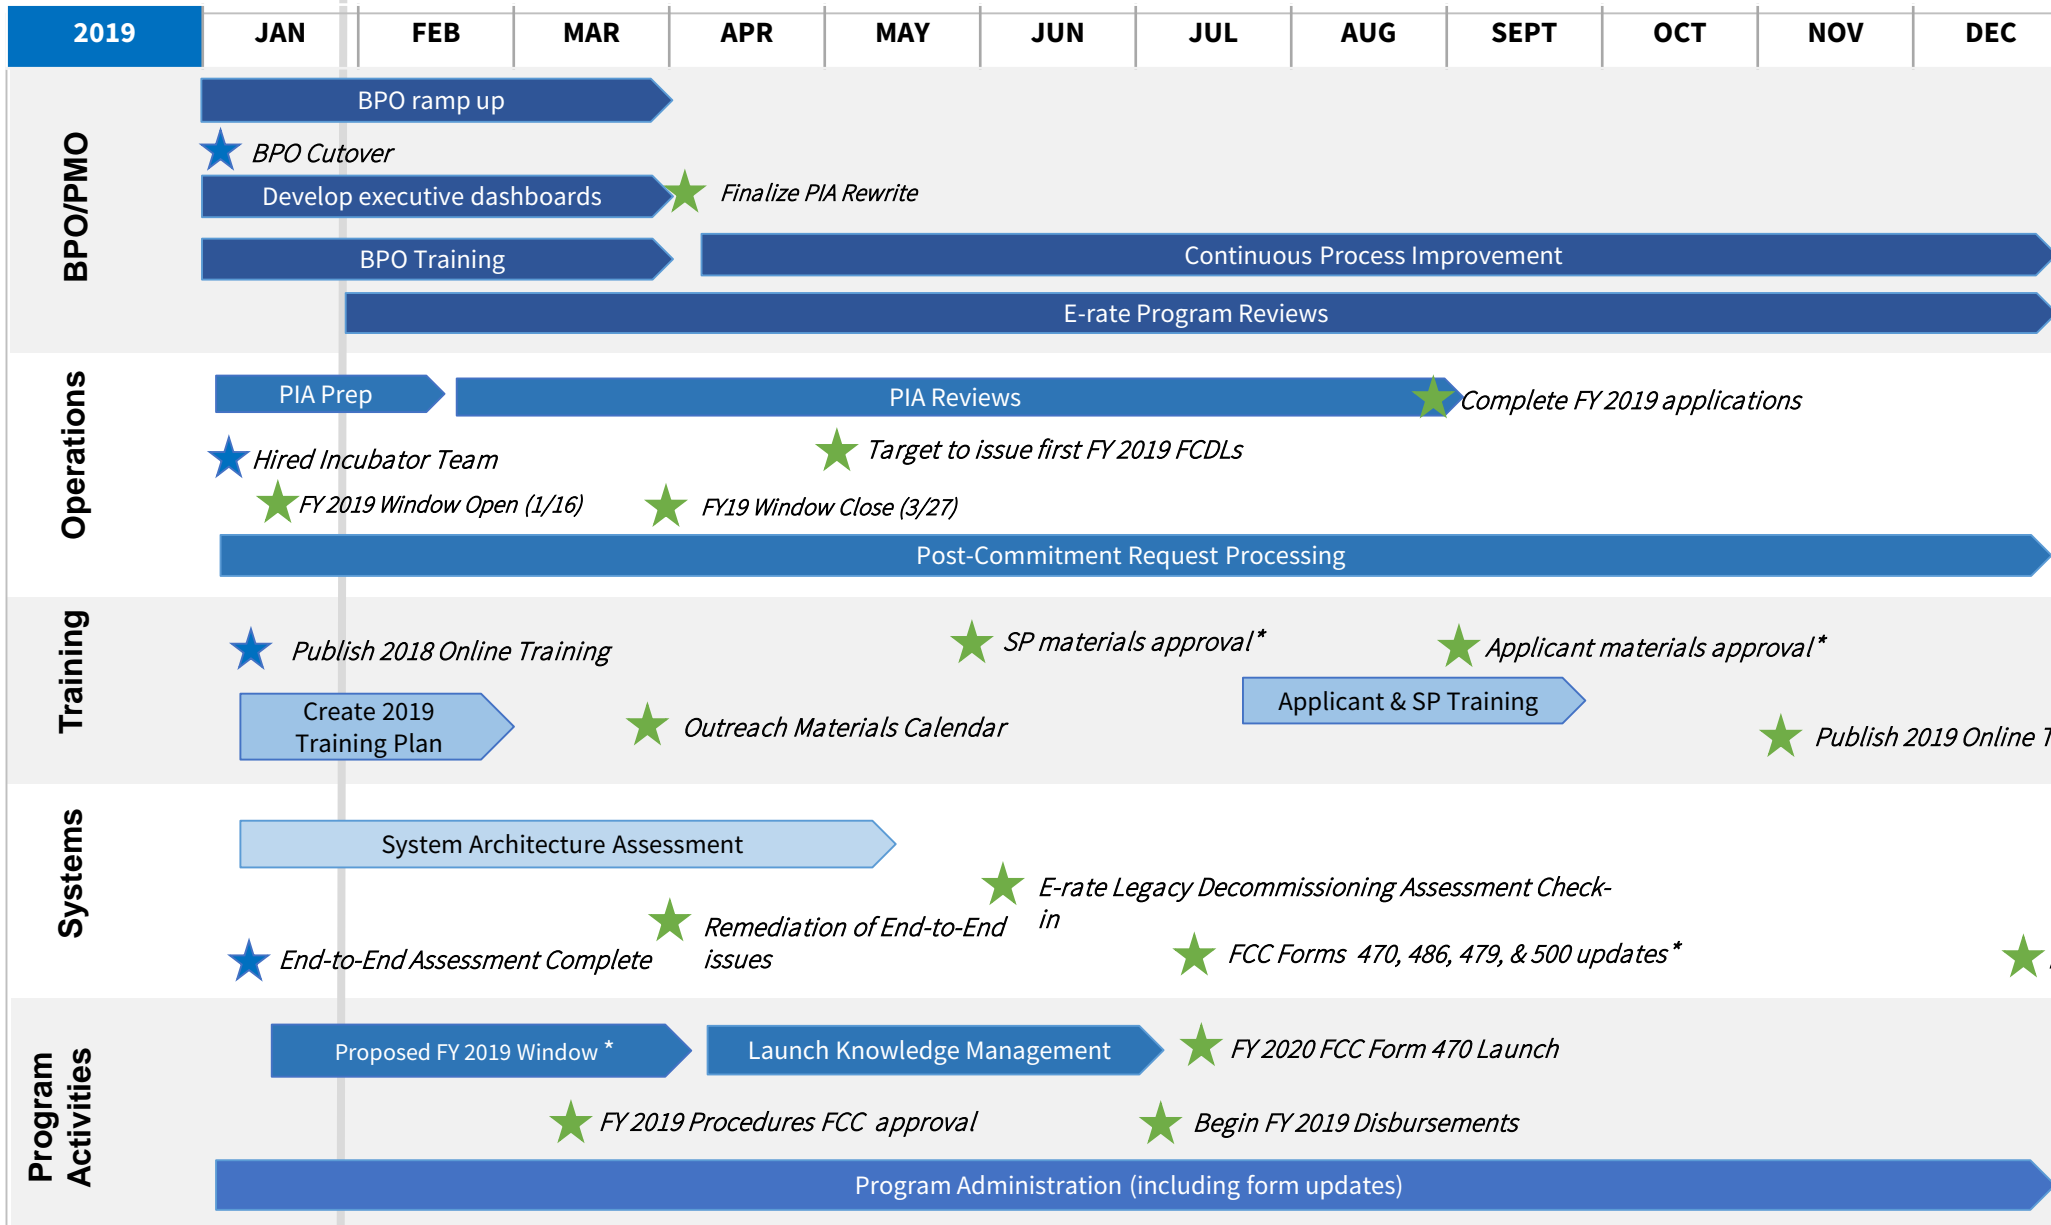 2019 JAN FEB MAR APR MAY JUN JUL AUG SEPT OCT NOV DEC
BPO/PMO
BPO ramp up
BPO Cutover
Develop executive dashboards
Finalize PIA Rewrite
BPO Training
Continuous Process Improvement
E-rate Program Reviews
Operations
PIA Prep
PIA Reviews
Complete FY 2019 applications
Hired Incubator Team
Target to issue first FY 2019 FCDLs
FY 2019 Window Open (1/16)
FY19 Window Close (3/27)
Post-Commitment Request Processing
Training
Publish 2018 Online Training
SP materials approval*
Applicant materials approval*
Create 2019
Training Plan
Outreach Materials Calendar
Applicant & SP Training
Publish 2019 Online T
Systems
System Architecture Assessment
E-rate Legacy Decommissioning Assessment Check-
in
Remediation of End-to-End
issues
End-to-End Assessment Complete
FCC Forms 470, 486, 479, & 500 updates*
Program
Activities
Proposed FY 2019 Window *
Launch Knowledge Management
FY 2020 FCC Form 470 Launch
FY 2019 Procedures FCC approval
Begin FY 2019 Disbursements
Program Administration (including form updates)